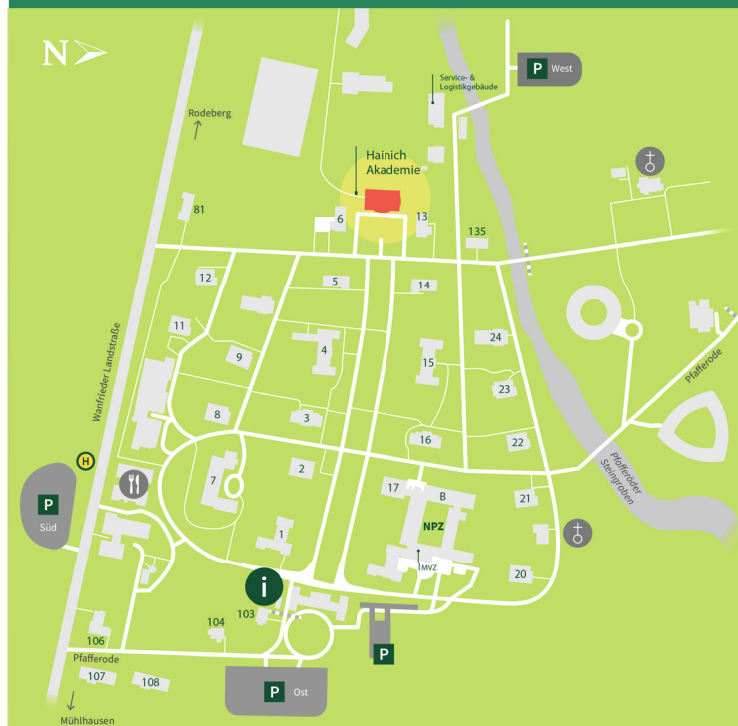 N
P West
Service- &
Logistikgebäude
Rodeberg
Hainich
Akademie
81
6
13
135
12
5
14
11
9
4
15
24
23
8
3
16
22
Wanfrieder Landstraße
Pfafferode
Pfafferöder
Steingraben
H
7
2
17
B
21
NPZ
P
Süd
1
MVZ
20
i
103
104
106
P
Pfafferode
107
108
P Ost
Mühlhausen